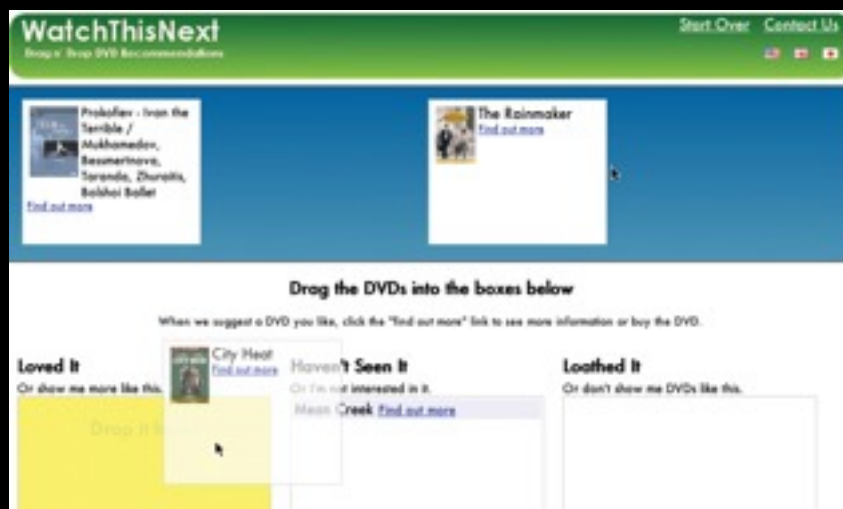 WatchThisNext
Drag n' Drop DVD Recommendations
Start Over Contact Us
Prokofiev - Ivan the
Terrible /
Mukhamedov,
Bessmertnova,
Taranda, Zhuraitis,
Bolshoi Ballet
Find out more
The Rainmaker
Find out more
Drag the DVDs into the boxes below
When we suggest a DVD you like, click the "find out more" link to see more information or buy the DVD.
Loved It
Or show me more like this.
Drop it
City Heat
Find out more
Haven't Seen It
Or I'm not interested in it.
Mean Creek Find out more
Loathed It
Or don't show me DVDs like this.